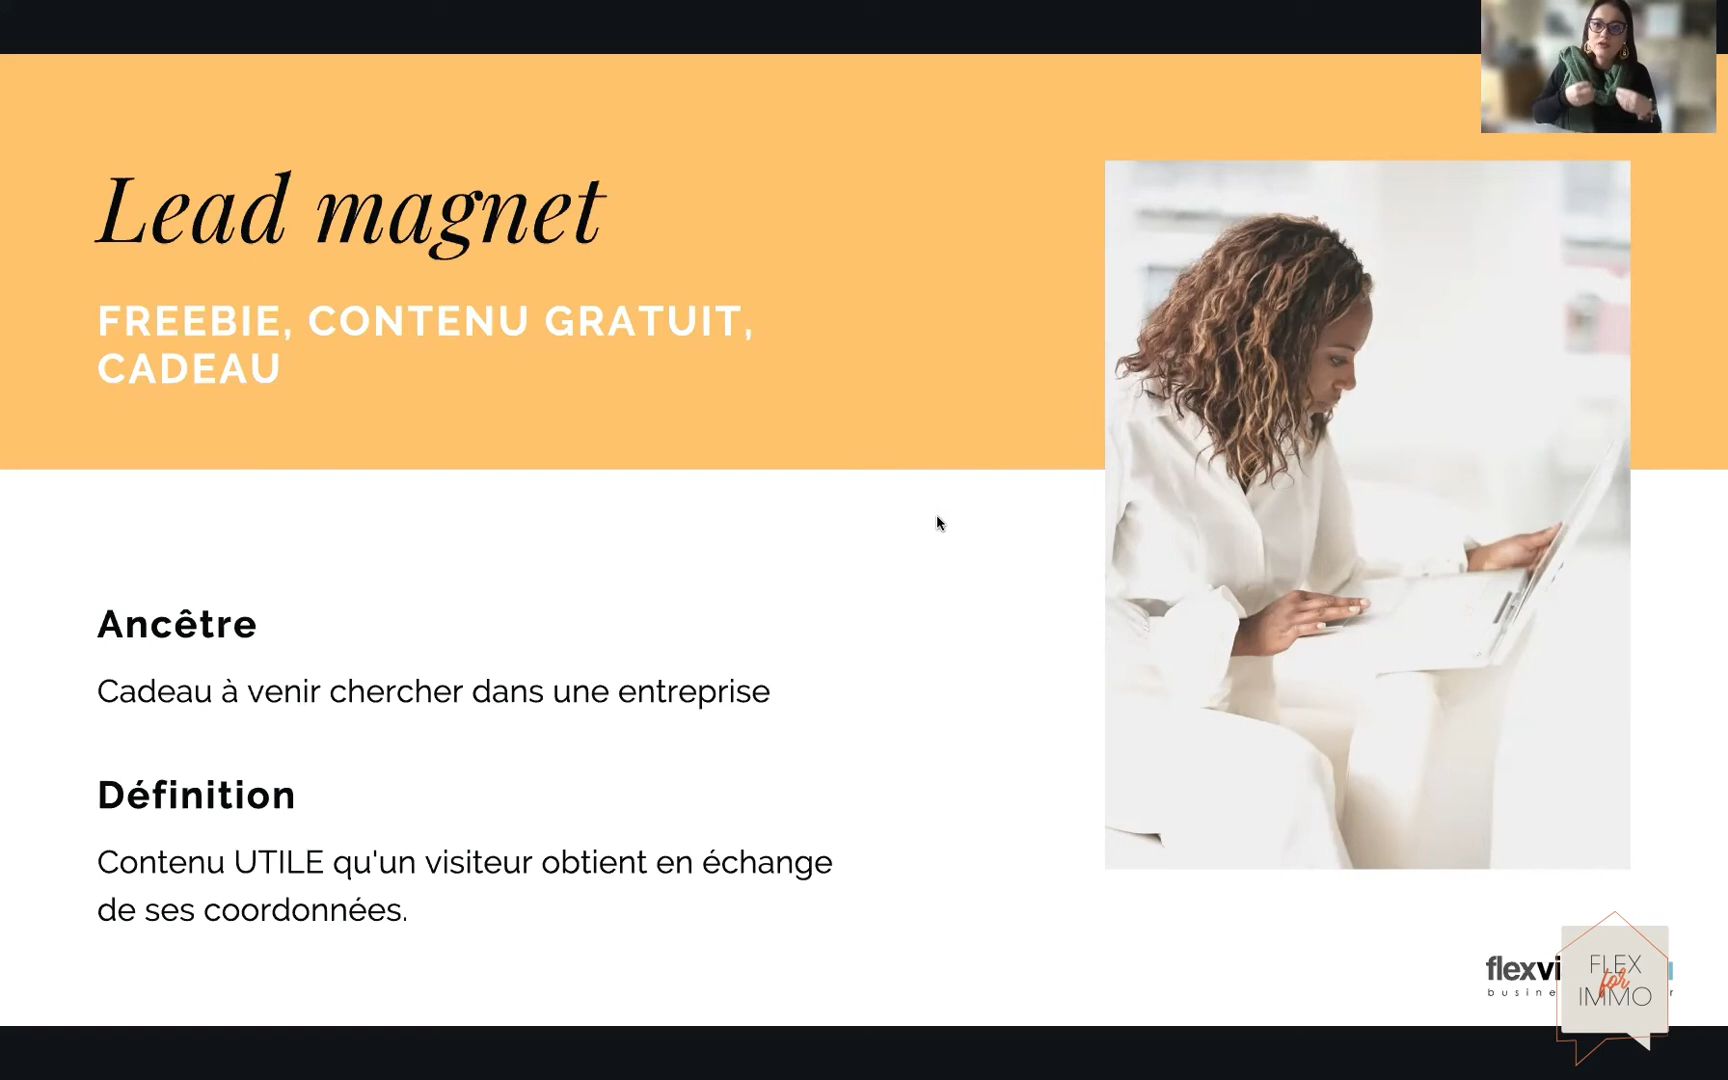 Lead magnet
FREEBIE, CONTENU GRATUIT,
CADEAU
Ancêtre
Cadeau à venir chercher dans une entreprise
Définition
Contenu UTILE qu'un visiteur obtient en échange
de ses coordonnées.
FLEX
for
IMMO